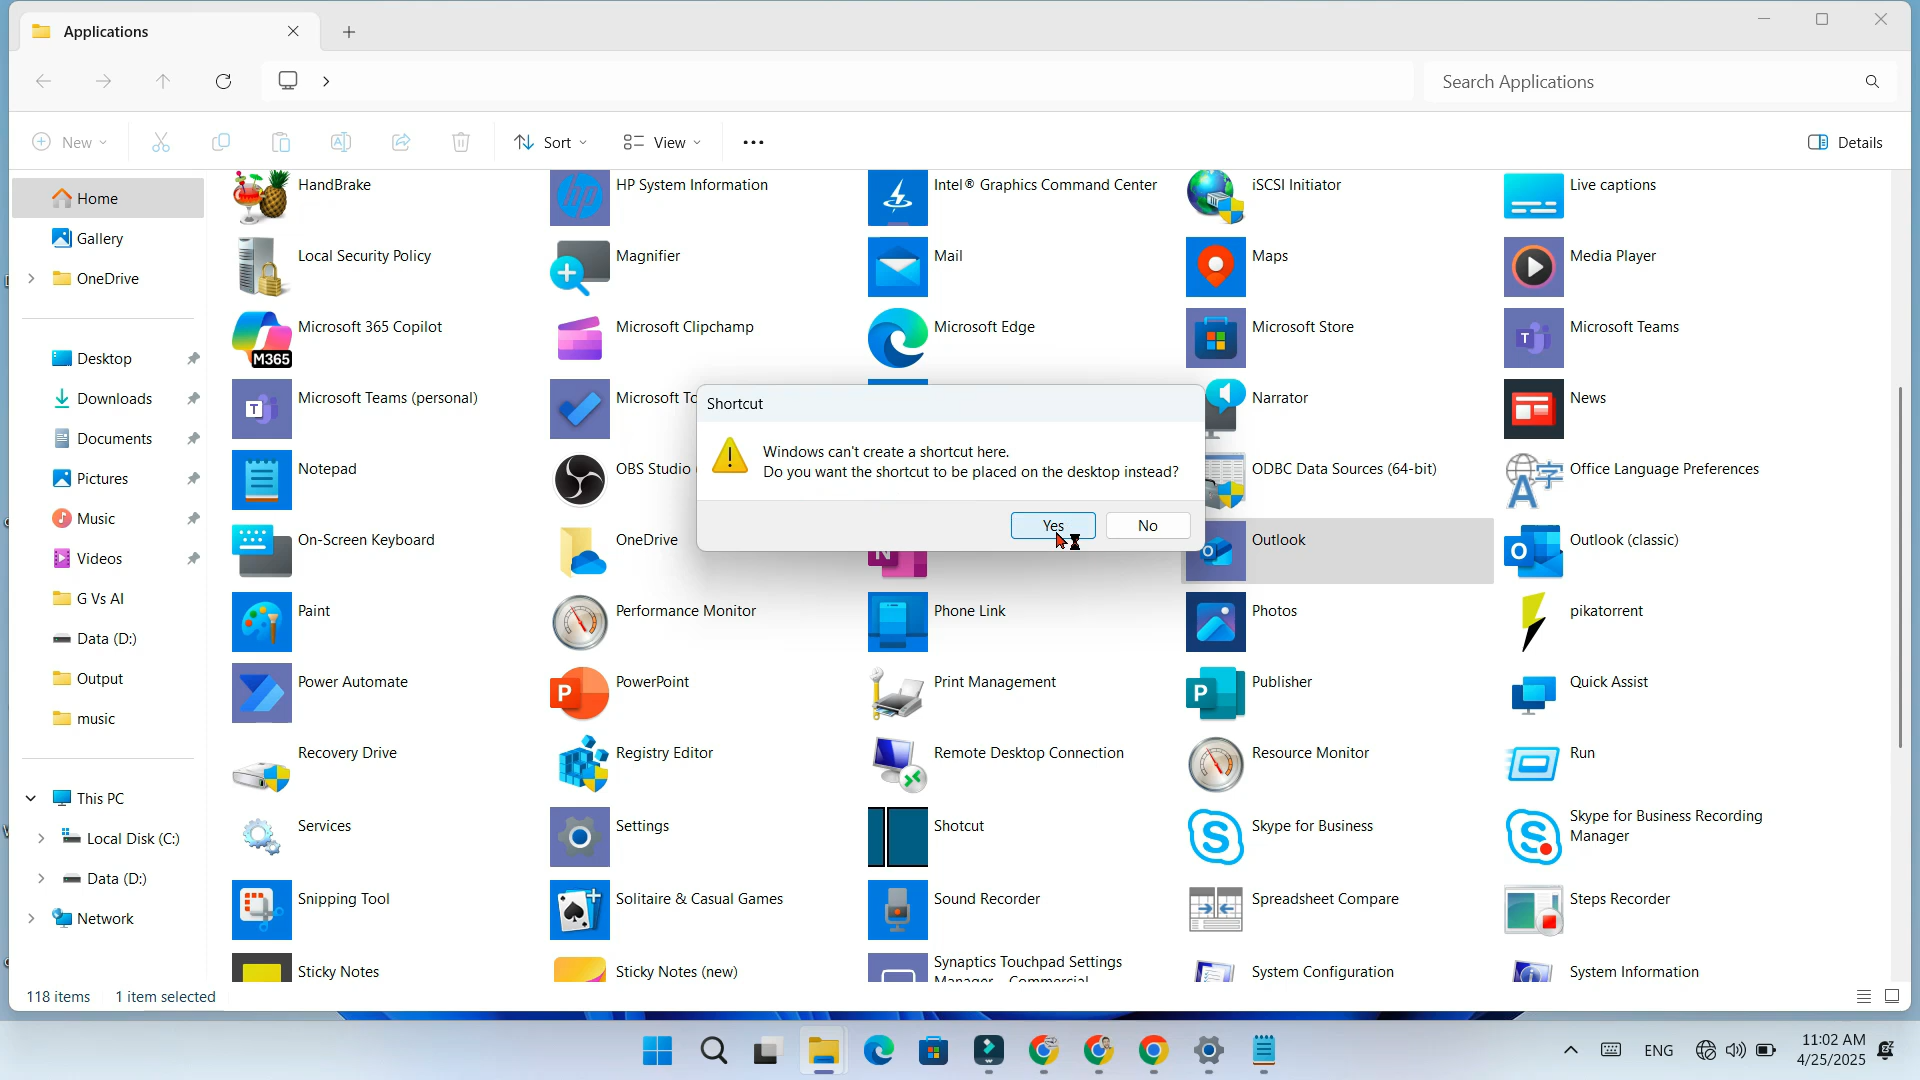 Applications
Search Applications
New
Sort
View
Details
Home
Gallery
OneDrive
Desktop
Downloads
Documents
Pictures
Music
Videos
G Vs AI
Data (D:)
Output
music
This PC
Local Disk (C:)
Data (D:)
Network
HandBrake
HP System Information
Intel® Graphics Command Center
iSCSI Initiator
Live captions
Local Security Policy
Magnifier
Mail
Maps
Media Player
Microsoft 365 Copilot
M365
Microsoft Clipchamp
Microsoft Edge
Microsoft Store
Microsoft Teams
Microsoft Teams (personal)
Microsoft To
Narrator
News
Notepad
OBS Studio
ODBC Data Sources (64-bit)
Office Language Preferences
On-Screen Keyboard
OneDrive
Outlook
Outlook (classic)
Paint
Performance Monitor
Phone Link
Photos
pikatorrent
Power Automate
PowerPoint
Print Management
Publisher
Quick Assist
Recovery Drive
Registry Editor
Remote Desktop Connection
Resource Monitor
Run
Services
Settings
Shotcut
Skype for Business
Skype for Business Recording
Manager
Snipping Tool
Solitaire & Casual Games
Sound Recorder
Spreadsheet Compare
Steps Recorder
Sticky Notes
Sticky Notes (new)
Synaptics Touchpad Settings
Manager - Commercial
System Configuration
System Information
Shortcut
Windows can't create a shortcut here.
Do you want the shortcut to be placed on the desktop instead?
Yes
No
118 items
1 item selected
ENG
11:02 AM
4/25/2025